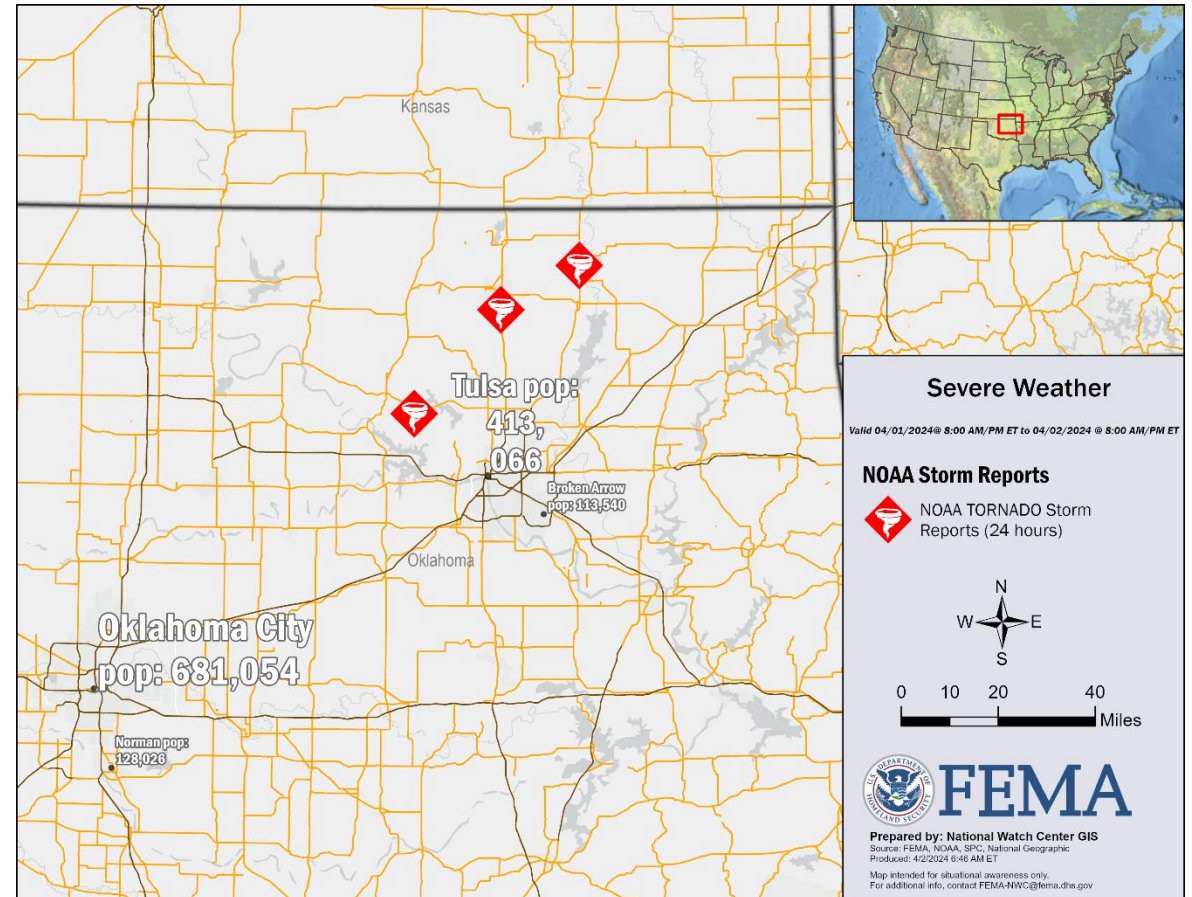 Kansas
Tulsa pop:
413,
066
Broken Arrow
pop: 113,540
Oklahoma
Oklahoma City
pop: 681,054
Norman pop:
128,026
Severe Weather
Valid 04/01/2024@ 8:00 AM/PM ET to 04/02/2024 @ 8:00 AM/PM ET
NOAA Storm Reports
NOAA TORNADO Storm
Reports (24 hours)
N
W E
S
0 10 20 40
Miles
U.S. DEPARTMENT OF
HOMELAND SECURITY
FEMA
Prepared by: National Watch Center GIS
Source: FEMA, NOAA, SPC, National Geographic
Produced: 4/2/2024 6:46 AM ET
Map intended for situational awareness only.
For additional info, contact FEMA-NWC@fema.dhs.gov